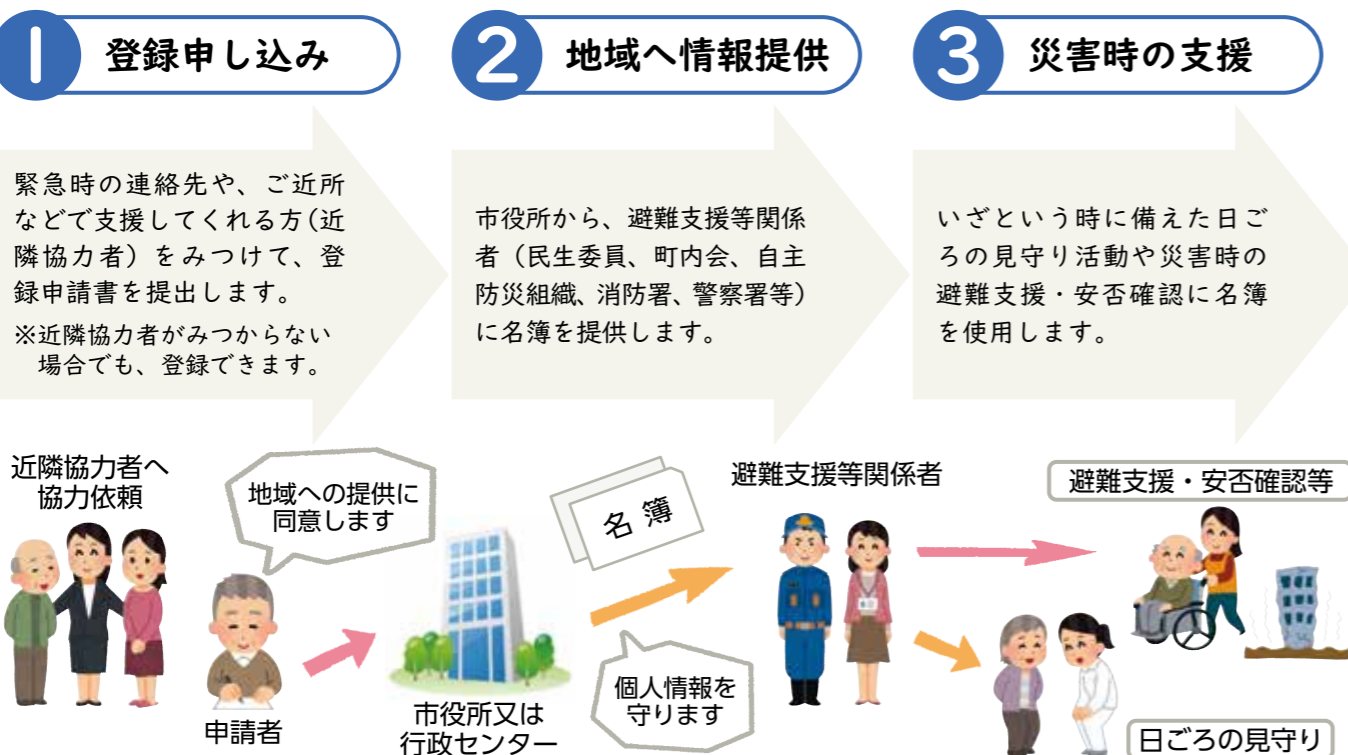 1 登録申し込み
緊急時の連絡先や、ご近所
などで支援してくれる方(近
隣協力者)をみつけて、登
録申請書を提出します。
※近隣協力者がみつからない
場合でも、登録できます。
2 地域へ情報提供
市役所から、避難支援等関係
者(民生委員、町内会、自主
防災組織、消防署、警察署等)
に名簿を提供します。
3 災害時の支援
いざという時に備えた日ご
ろの見守り活動や災害時の
避難支援・安否確認に名簿
を使用します。
近隣協力者へ
協力依頼
地域への提供に
同意します
申請者
市役所又は
行政センター
名簿
個人情報を
守ります
避難支援等関係者
避難支援・安否確認等
日ごろの見守り